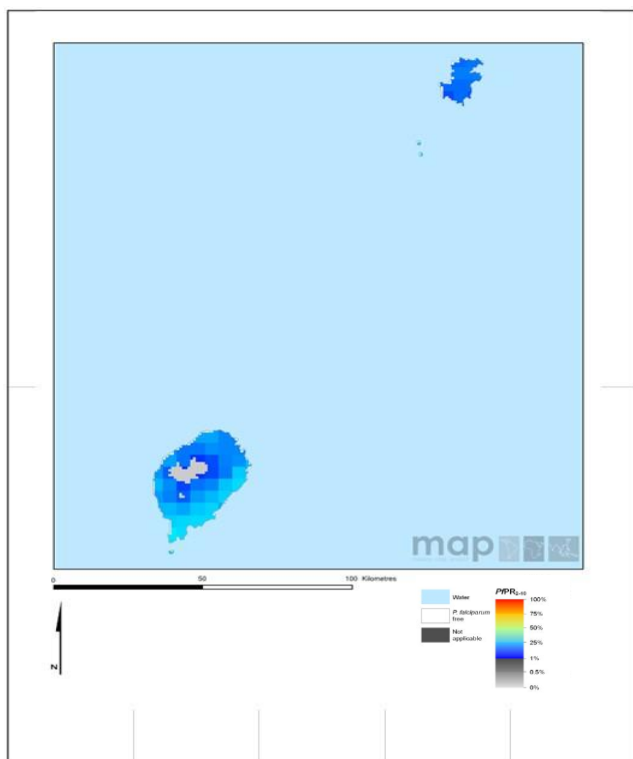 map
0 50 100 Kilometres
Water
P. falciparum
free
Not
applicable
PfPR2-10
100%
75%
50%
25%
1%
0.5%
0%
N